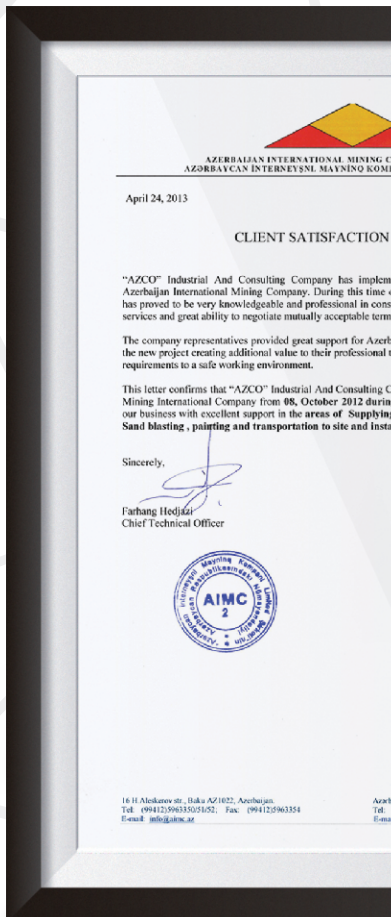 AZERBAIJAN INTERNATIONAL MINING C
AZƏRBAYCAN İNTERNEYŞNL MAYNİNQ KOM
April 24, 2013
CLIENT SATISFACTION
“AZCO” Industrial And Consulting Company has implem
Azerbaijan International Mining Company. During this time
has proved to be very knowledgeable and professional in cons
services and great ability to negotiate mutually acceptable term
The company representatives provided great support for Azerb
the new project creating additional value to their professional t
requirements to a safe working environment.
This letter confirms that “AZCO” Industrial And Consulting C
Mining International Company from 08, October 2012 during
our business with excellent support in the areas of Supplying
Sand blasting , painting and transportation to site and insta
Sincerely,
Farhang Hedjazi
Chief Technical Officer
AIMC
2
16 H.Aleskerov str., Baku AZ1022, Azerbaijan.
Tel: (99412)5963350/51/52; Fax: (99412)5963354
E-mail: info@aimc.az
Azerb
Tel:
E-ma